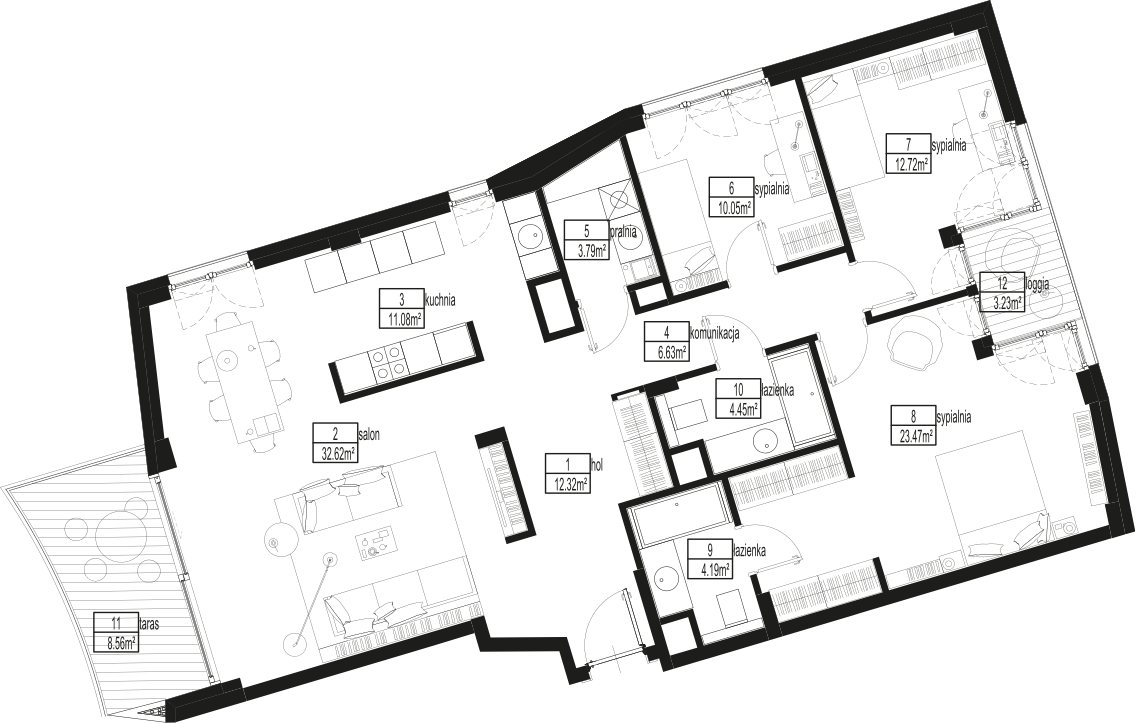 7
sypialnia
12.72m²
6
sypialnia
10.05m²
5
pralnia
3.79m²
12
loggia
3.23m²
3
kuchnia
11.08m²
4
komunikacja
6.63m²
10
łazienka
4.45m²
8
sypialnia
23.47m²
2
salon
32.62m²
1
hol
12.32m²
9
łazienka
4.19m²
11
taras
8.56m²